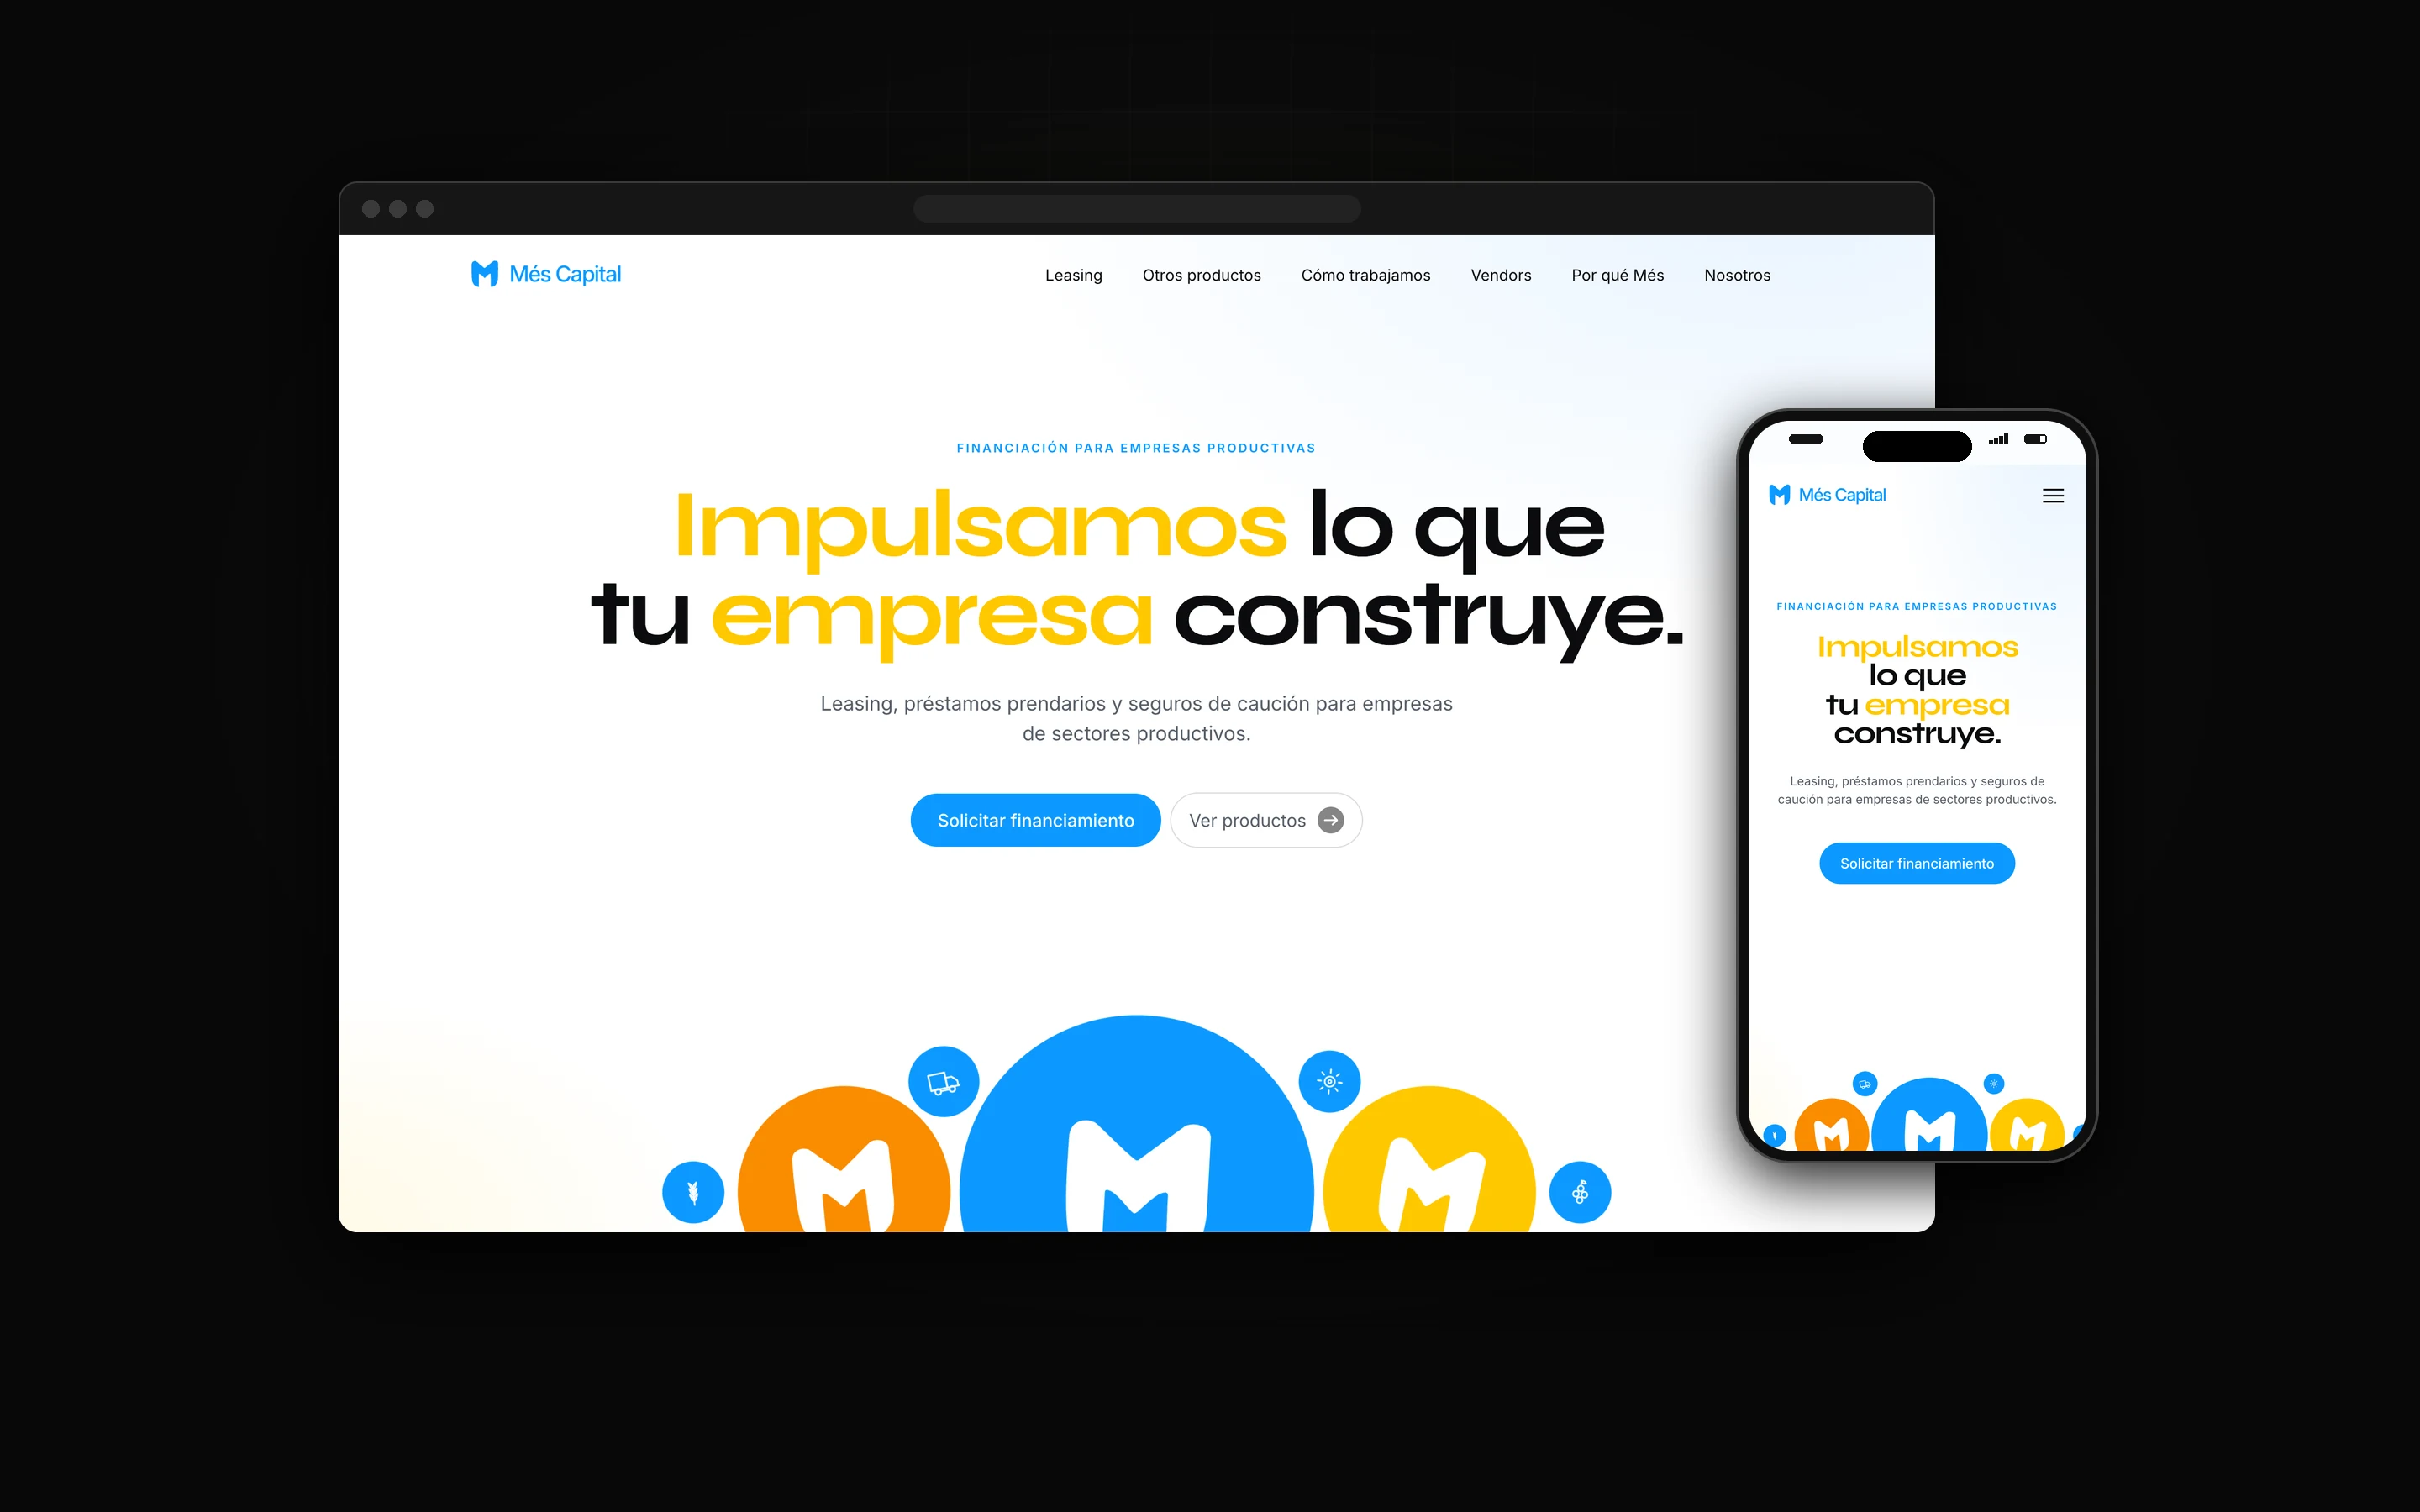 Més Capital
Leasing
Otros productos
Cómo trabajamos
Vendors
Por qué Més
Nosotros
FINANCIACIÓN PARA EMPRESAS PRODUCTIVAS
Impulsamos lo que
tu empresa construye.
Leasing, préstamos prendarios y seguros de caución para empresas
de sectores productivos.
Solicitar financiamiento
Ver productos
Més Capital
FINANCIACIÓN PARA EMPRESAS PRODUCTIVAS
Impulsamos
lo que
tu empresa
construye.
Leasing, préstamos prendarios y seguros de
caución para empresas de sectores productivos.
Solicitar financiamiento